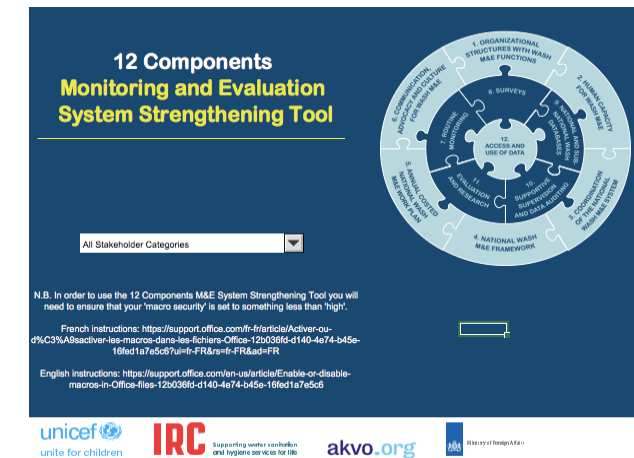 12 Components
Monitoring and Evaluation
System Strengthening Tool
All Stakeholder Categories
N.B. In order to use the 12 Components M&E System Strengthening Tool you will
need to ensure that your 'macro security' is set to something less than 'high'.
French instructions: https://support.office.com/fr-fr/article/Activer-ou-
d%C3%A9sactiver-les-macros-dans-les-fichiers-Office-12b036fd-d140-4e74-b45e-
16fed1a7e5c6?ui=fr-FR&rs=fr-FR&ad=FR
English instructions: https://support.office.com/en-us/article/Enable-or-disable-
macros-in-Office-files-12b036fd-d140-4e74-b45e-16fed1a7e5c6
1. ORGANIZATIONAL
STRUCTURES WITH WASH
M&E FUNCTIONS
2. HUMAN CAPACITY
FOR WASH M&E
3. COORDINATION
OF THE NATIONAL
WASH M&E SYSTEM
4. NATIONAL WASH
M&E FRAMEWORK
5. ANNUAL COSTED
NATIONAL WASH
M&E WORK PLAN
6. COMMUNICATION,
ADVOCACY AND CULTURE
FOR WASH M&E
7. ROUTINE
MONITORING
8. SURVEYS
9. NATIONAL AND SUB-
NATIONAL WASH
DATABASES
10.
SUPPORTIVE
SUPERVISION
AND DATA AUDITING
11.
EVALUATION
AND RESEARCH
12.
ACCESS AND
USE OF DATA
unicef
unite for children
IRC
Supporting water sanitation
and hygiene services for life
akvo.org
Ministry of Foreign Affairs